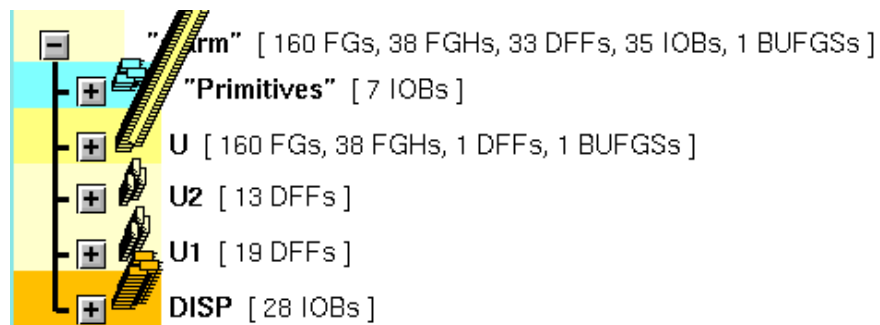 [ 160 FGs, 38 FGHs, 33 DFFs, 35 IOBs, 1 BUFGSs ]
"Primitives" [ 7 IOBs ]
U [ 160 FGs, 38 FGHs, 1 DFFs, 1 BUFGSs ]
U2 [ 13 DFFs ]
U1 [ 19 DFFs ]
DISP [ 28 IOBs ]